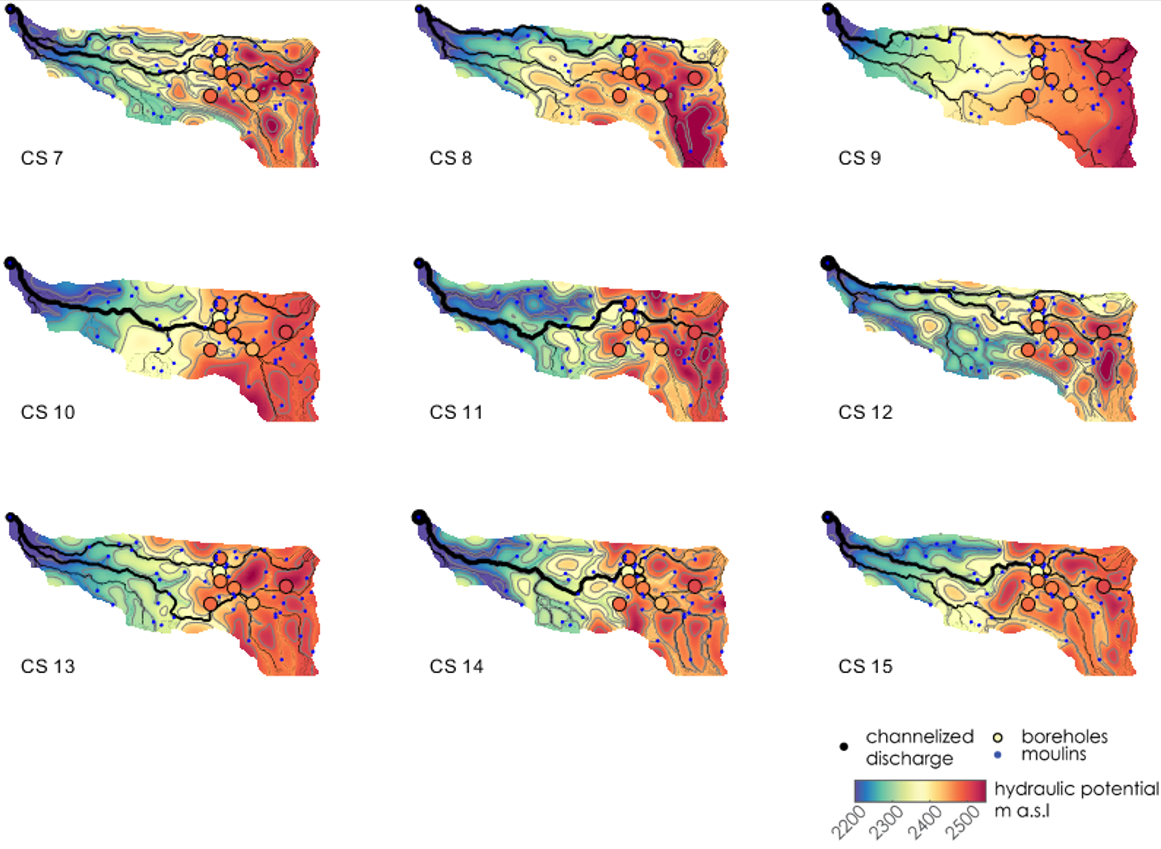 CS 7
CS 8
CS 9
CS 10
CS 11
CS 12
CS 13
CS 14
CS 15
channelized
discharge
boreholes
moulins
hydraulic potential
m a.s.l
2200
2300
2400
2500